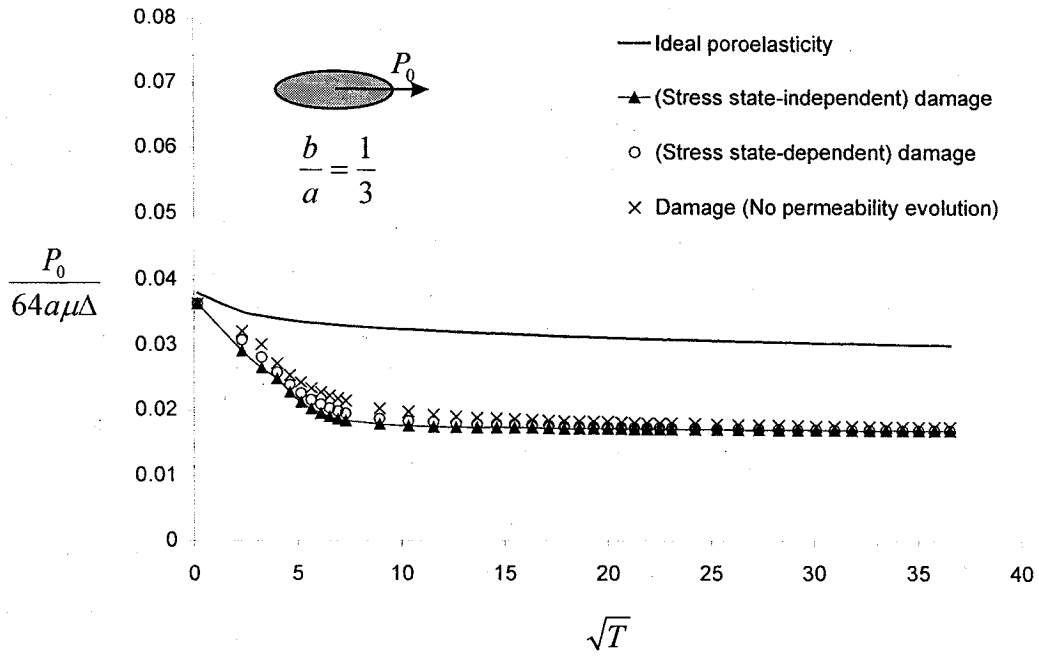 0.08
0.07
0.06
0.05
0.04
0.03
0.02
0.01
0
P₀/64aμΔ
P₀
b/a = 1/3
Ideal poroelasticity
(Stress state-independent) damage
(Stress state-dependent) damage
Damage (No permeability evolution)
0 5 10 15 20 25 30 35 40
√T